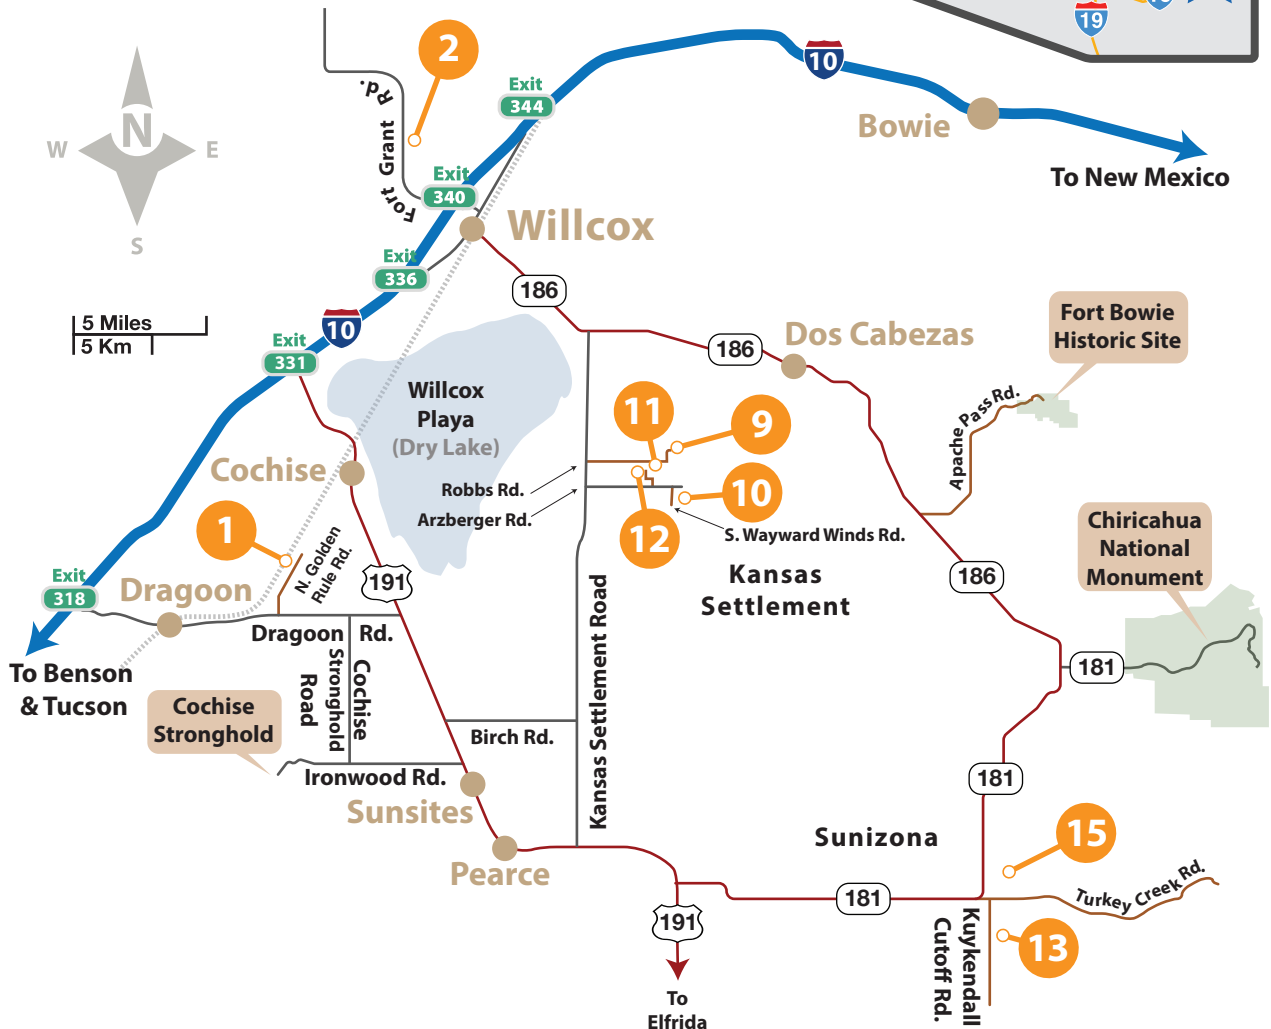 19
10
2
Exit
344
10
Bowie
To New Mexico
Fort Grant Rd.
N
W
E
S
Exit
340
Willcox
Exit
336
186
5 Miles
5 Km
10
Exit
331
186
Dos Cabezas
Fort Bowie
Historic Site
Willcox
Playa
(Dry Lake)
11
9
Apache Pass Rd.
Cochise
Robbs Rd.
Arzberger Rd.
10
12
S. Wayward Winds Rd.
1
N. Golden
Rule Rd.
Chiricahua
National
Monument
191
Kansas
Settlement
186
Exit
318
Dragoon
Dragoon Rd.
To Benson
& Tucson
Cochise
Stronghold
Road
Kansas Settlement Road
181
Cochise
Stronghold
Birch Rd.
Ironwood Rd.
181
Sunsites
Sunizona
15
Pearce
181
Turkey Creek Rd.
191
Kuykendall
Cutoff Rd.
13
To
Elfrida